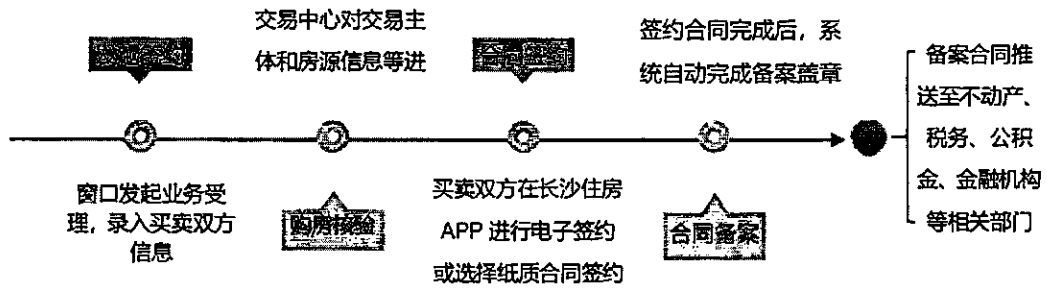 交易中心对交易主
体和房源信息等进
合同签约
签约合同完成后，系
统自动完成备案盖章
窗口发起业务受
理，录入买卖双方
信息
购房核验
买卖双方在长沙住房
APP 进行电子签约
或选择纸质合同签约
合同备案
备案合同推
送至不动产、
税务、公积
金、金融机构
等相关部门